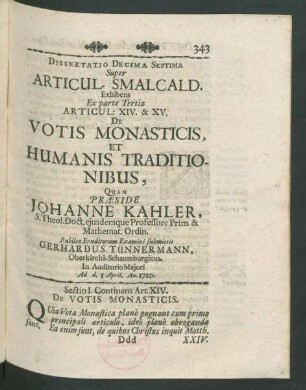 343
DISSERTATIO DECIMA SEPTIMA
Super
ARTICUL. SMALCALD.
Exhibens
Ex parte Tertia
ARTICUL: XIV. & XV.
DE
VOTIS MONASTICIS,
ET
HUMANIS TRADITIO-
NIBUS,
QUAM
PRÆSIDE
JOHANNE KAHLER,
S. Theol. Doct, ejusdemque Professore Prim. &
Mathemat. Ordin.
Publico Eruditorum Examini submittit
GERHARDUS TÜNNERMANN,
Oberkirchâ-Schaumburgicus.
In Auditorio Majori
Ad d. 5 April. An. 1720.
Sectio I. Continens Art. XIV.
DE VOTIS MONASTICIS.
QUia Vota Monastica planè pugnant cum primo
principali articulo, ideò planè abroganda
sunt, Ea enim sunt, de quibus Christus inquit Matth.
Ddd XXIV.